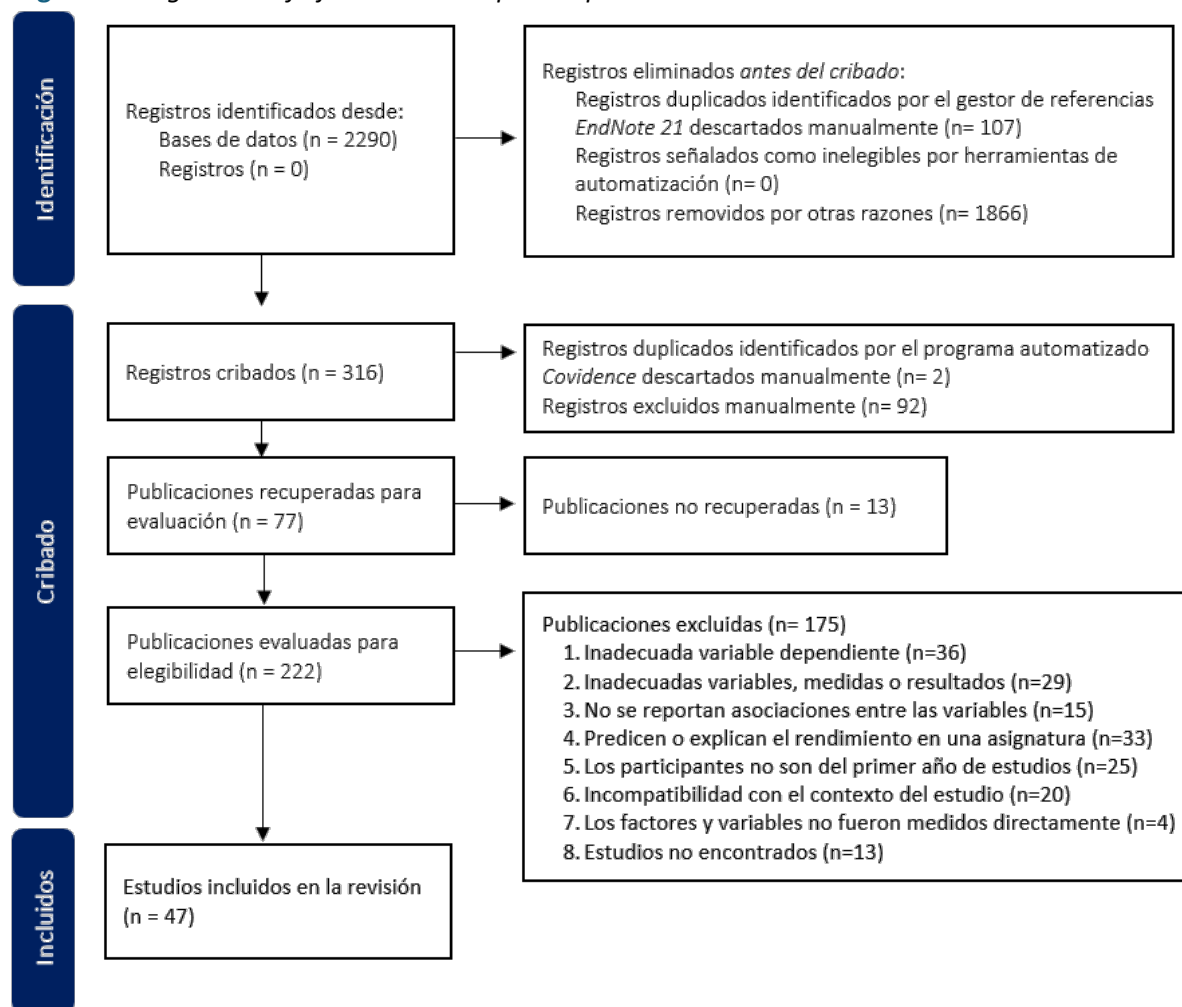 Identificación
Registros identificados desde:
Bases de datos (n = 2290)
Registros (n = 0)
Registros eliminados antes del cribado:
Registros duplicados identificados por el gestor de referencias
EndNote 21 descartados manualmente (n= 107)
Registros señalados como inelegibles por herramientas de
automatización (n= 0)
Registros removidos por otras razones (n= 1866)
Cribado
Registros cribados (n = 316)
Registros duplicados identificados por el programa automatizado
Covidence descartados manualmente (n= 2)
Registros excluidos manualmente (n= 92)
Publicaciones recuperadas para
evaluación (n = 77)
Publicaciones no recuperadas (n = 13)
Publicaciones evaluadas para
elegibilidad (n = 222)
Publicaciones excluidas (n= 175)
1. Inadecuada variable dependiente (n=36)
2. Inadecuadas variables, medidas o resultados (n=29)
3. No se reportan asociaciones entre las variables (n=15)
4. Predicen o explican el rendimiento en una asignatura (n=33)
5. Los participantes no son del primer año de estudios (n=25)
6. Incompatibilidad con el contexto del estudio (n=20)
7. Los factores y variables no fueron medidos directamente (n=4)
8. Estudios no encontrados (n=13)
Incluidos
Estudios incluidos en la revisión
(n = 47)